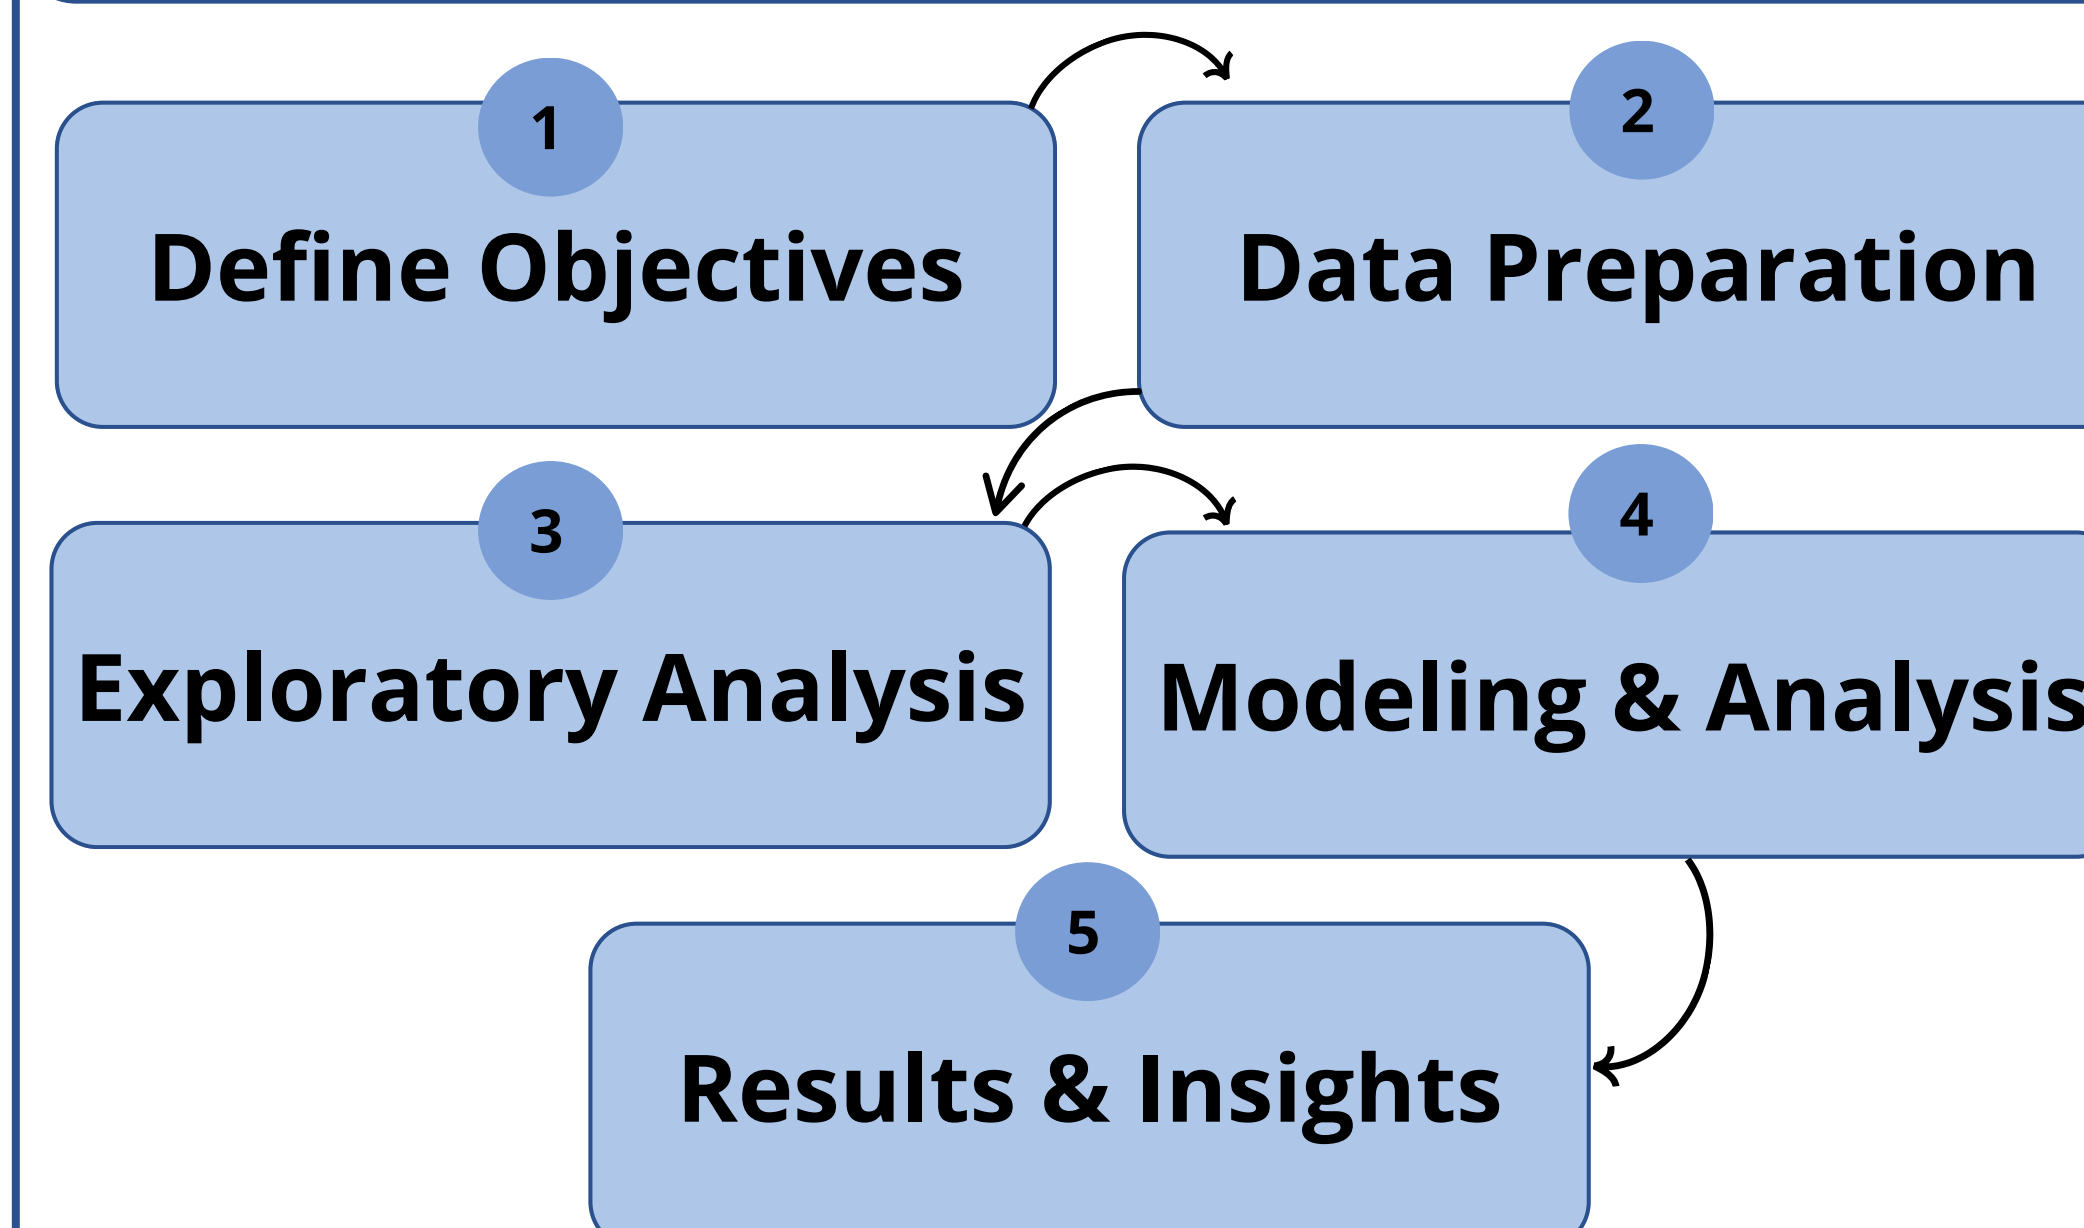 1
Define Objectives
2
Data Preparation
3
Exploratory Analysis
4
Modeling & Analysis
5
Results & Insights